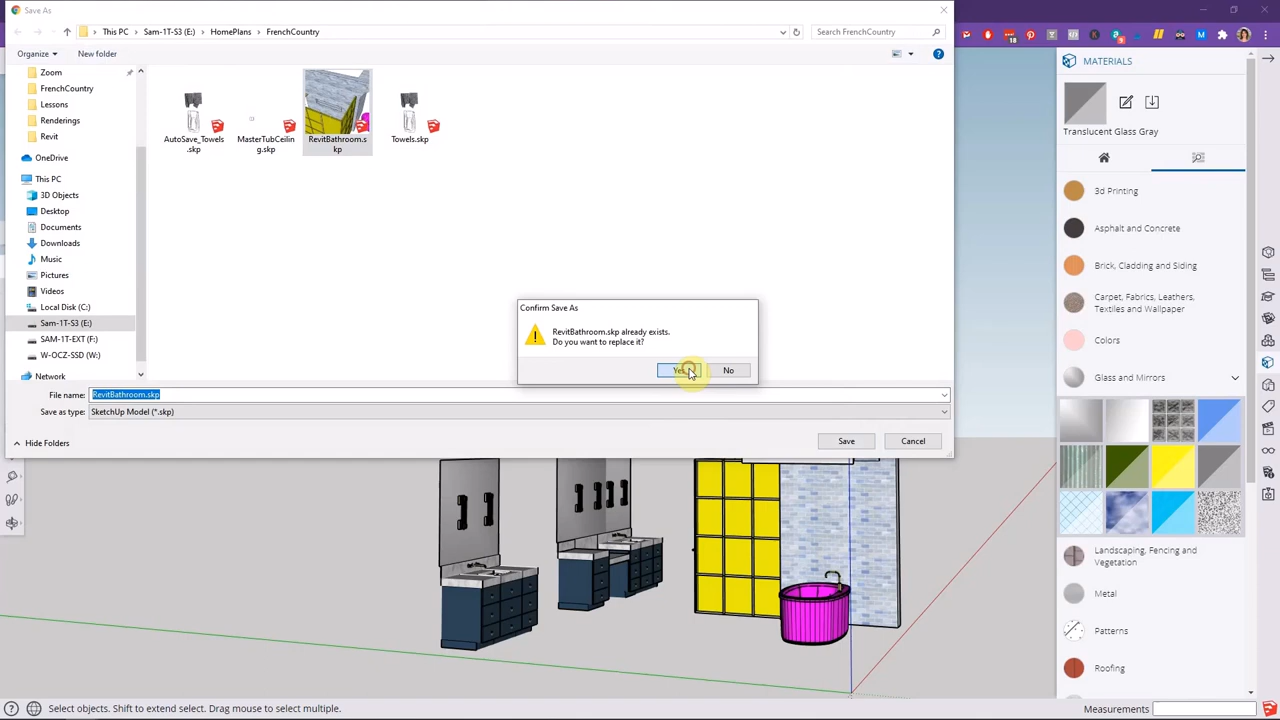 Save As
This PC
Sam-1T-S3 (E:)
HomePlans
FrenchCountry
Search FrenchCountry
Organize
New folder
Zoom
FrenchCountry
Lessons
Renderings
Revit
OneDrive
This PC
3D Objects
Desktop
Documents
Downloads
Music
Pictures
Videos
Local Disk (C:)
Sam-1T-S3 (E:)
SAM-1T-EXT (F:)
W-OCZ-SSD (W:)
Network
AutoSave_Towels
.skp
MasterTubCeilin
g.skp
RevitBathroom.s
kp
Towels.skp
Confirm Save As
RevitBathroom.skp already exists.
Do you want to replace it?
Yes
No
File name:
RevitBathroom.skp
Save as type:
SketchUp Model (*.skp)
Hide Folders
Save
Cancel
MATERIALS
Translucent Glass Gray
3d Printing
Asphalt and Concrete
Brick, Cladding and Siding
Carpet, Fabrics, Leathers,
Textiles and Wallpaper
Colors
Glass and Mirrors
Landscaping, Fencing and
Vegetation
Metal
Patterns
Roofing
Select objects. Shift to extend select. Drag mouse to select multiple.
Measurements